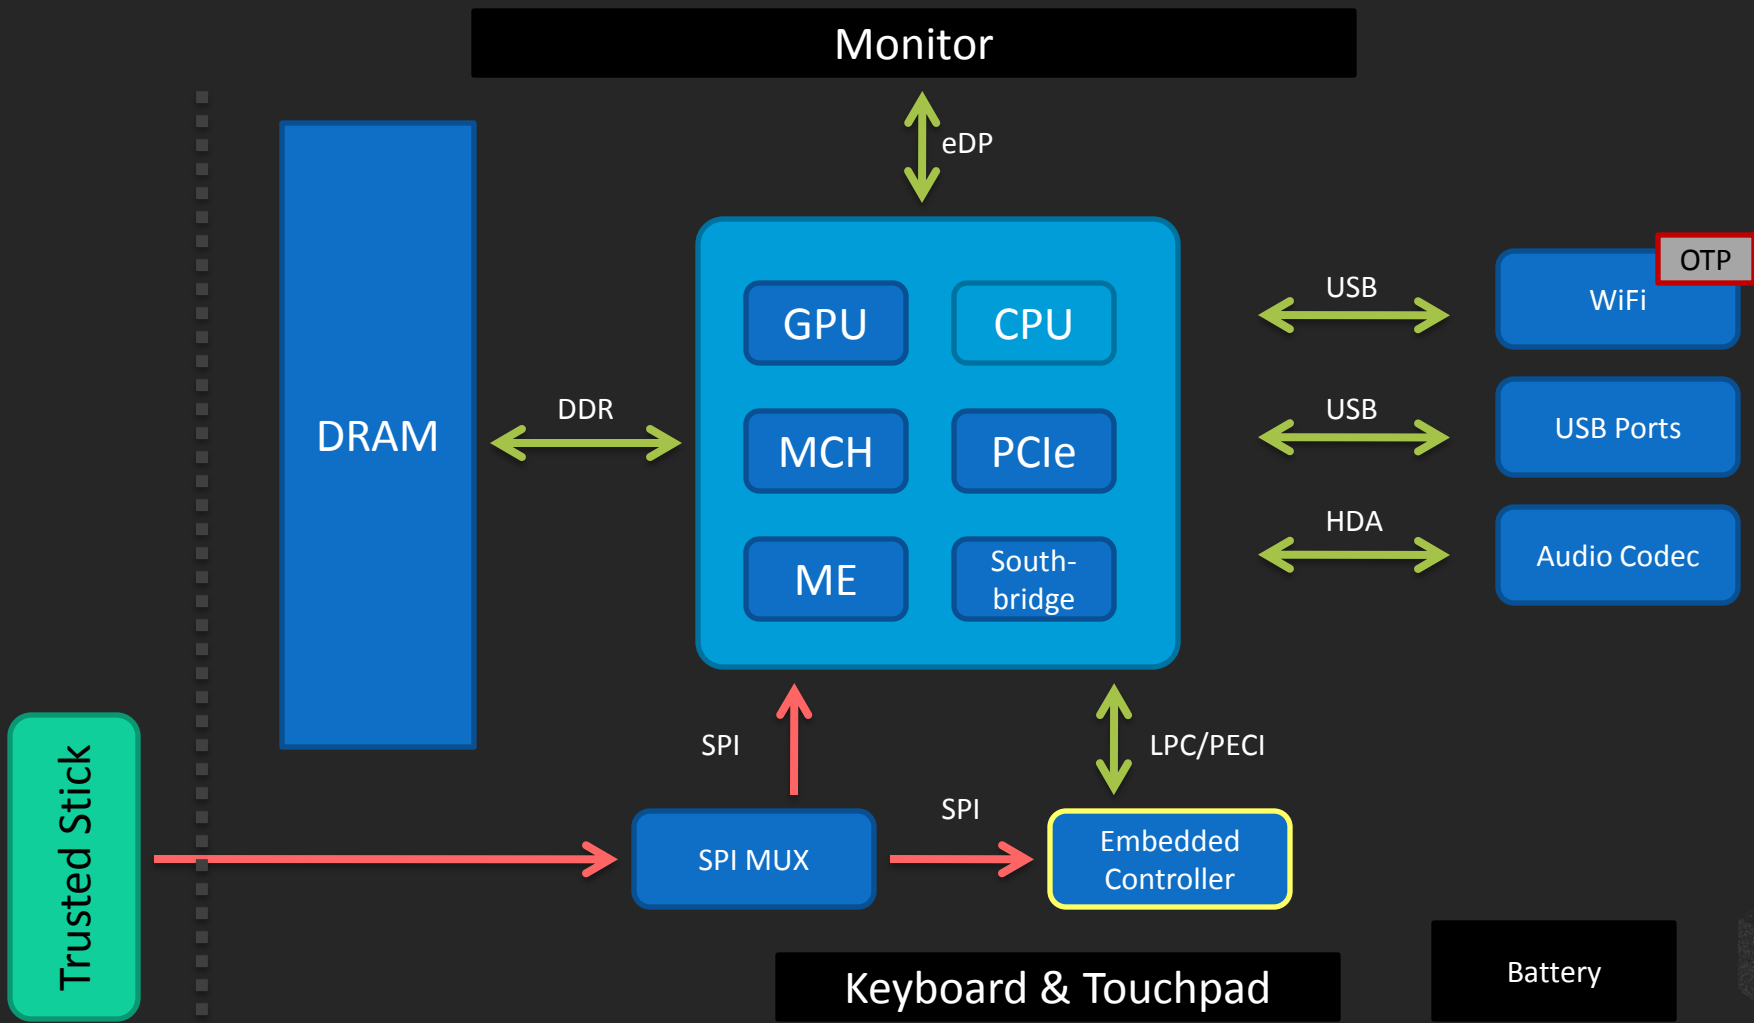 Monitor
eDP
OTP
WiFi
USB
GPU
CPU
DRAM
DDR
MCH
PCIe
USB
USB Ports
HDA
Audio Codec
ME
South-
bridge
SPI
LPC/PECI
Trusted Stick
SPI MUX
SPI
Embedded
Controller
Keyboard & Touchpad
Battery